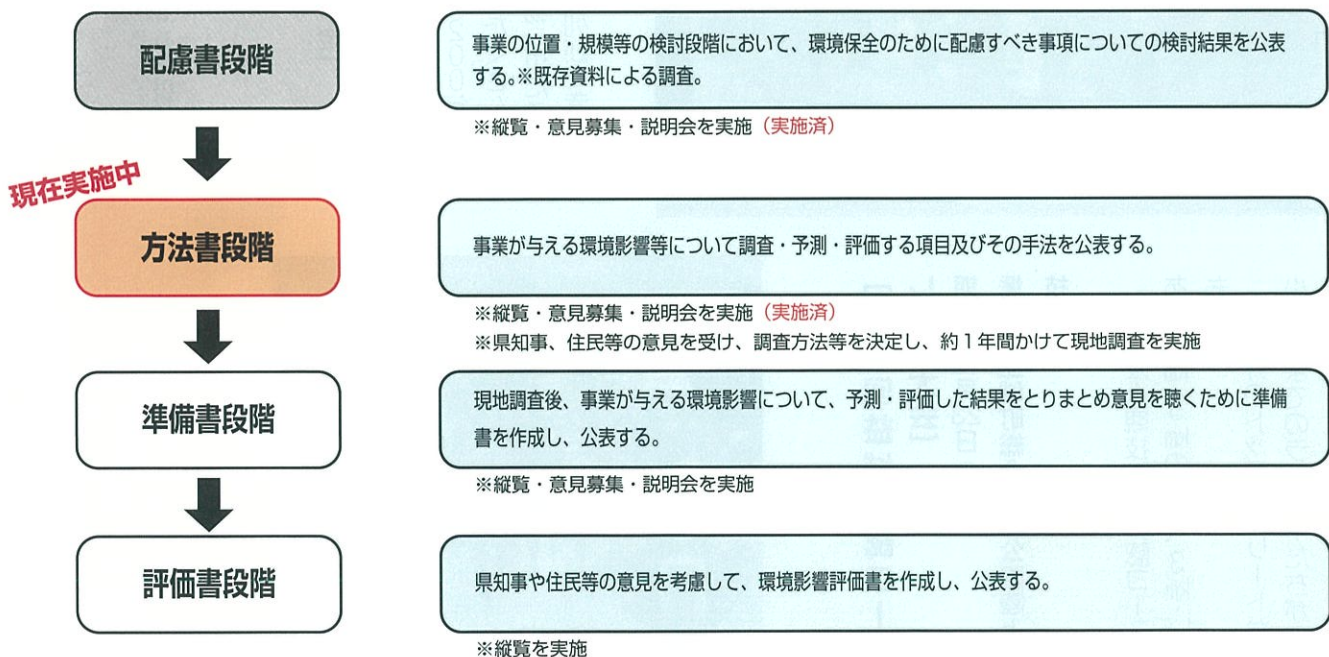 配慮書段階
事業の位置・規模等の検討段階において、環境保全のために配慮すべき事項についての検討結果を公表
する。※既存資料による調査。
※縦覧・意見募集・説明会を実施（実施済）
現在実施中
方法書段階
事業が与える環境影響等について調査・予測・評価する項目及びその手法を公表する。
※縦覧・意見募集・説明会を実施（実施済）
※県知事、住民等の意見を受け、調査方法等を決定し、約１年間かけて現地調査を実施
準備書段階
現地調査後、事業が与える環境影響について、予測・評価した結果をとりまとめ意見を聴くために準備
書を作成し、公表する。
※縦覧・意見募集・説明会を実施
評価書段階
県知事や住民等の意見を考慮して、環境影響評価書を作成し、公表する。
※縦覧を実施